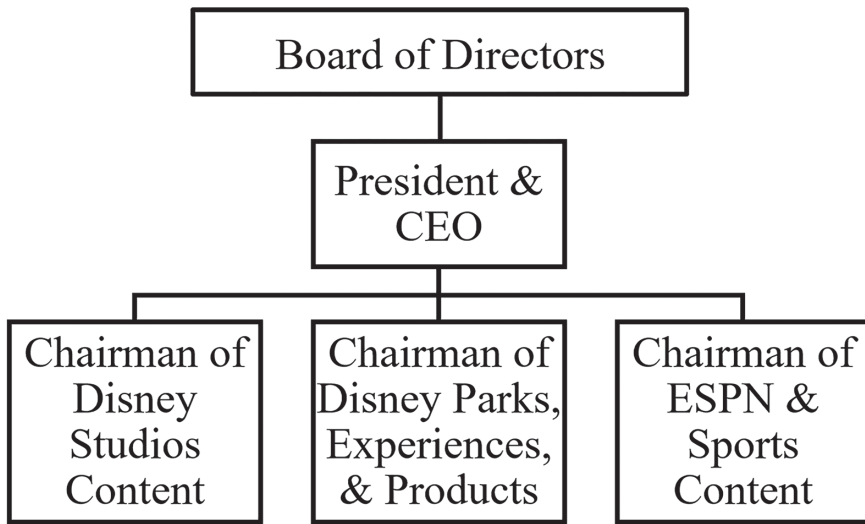 Board of Directors
President &
CEO
Chairman of
Disney
Studios
Content
Chairman of
Disney Parks,
Experiences,
& Products
Chairman of
ESPN &
Sports
Content